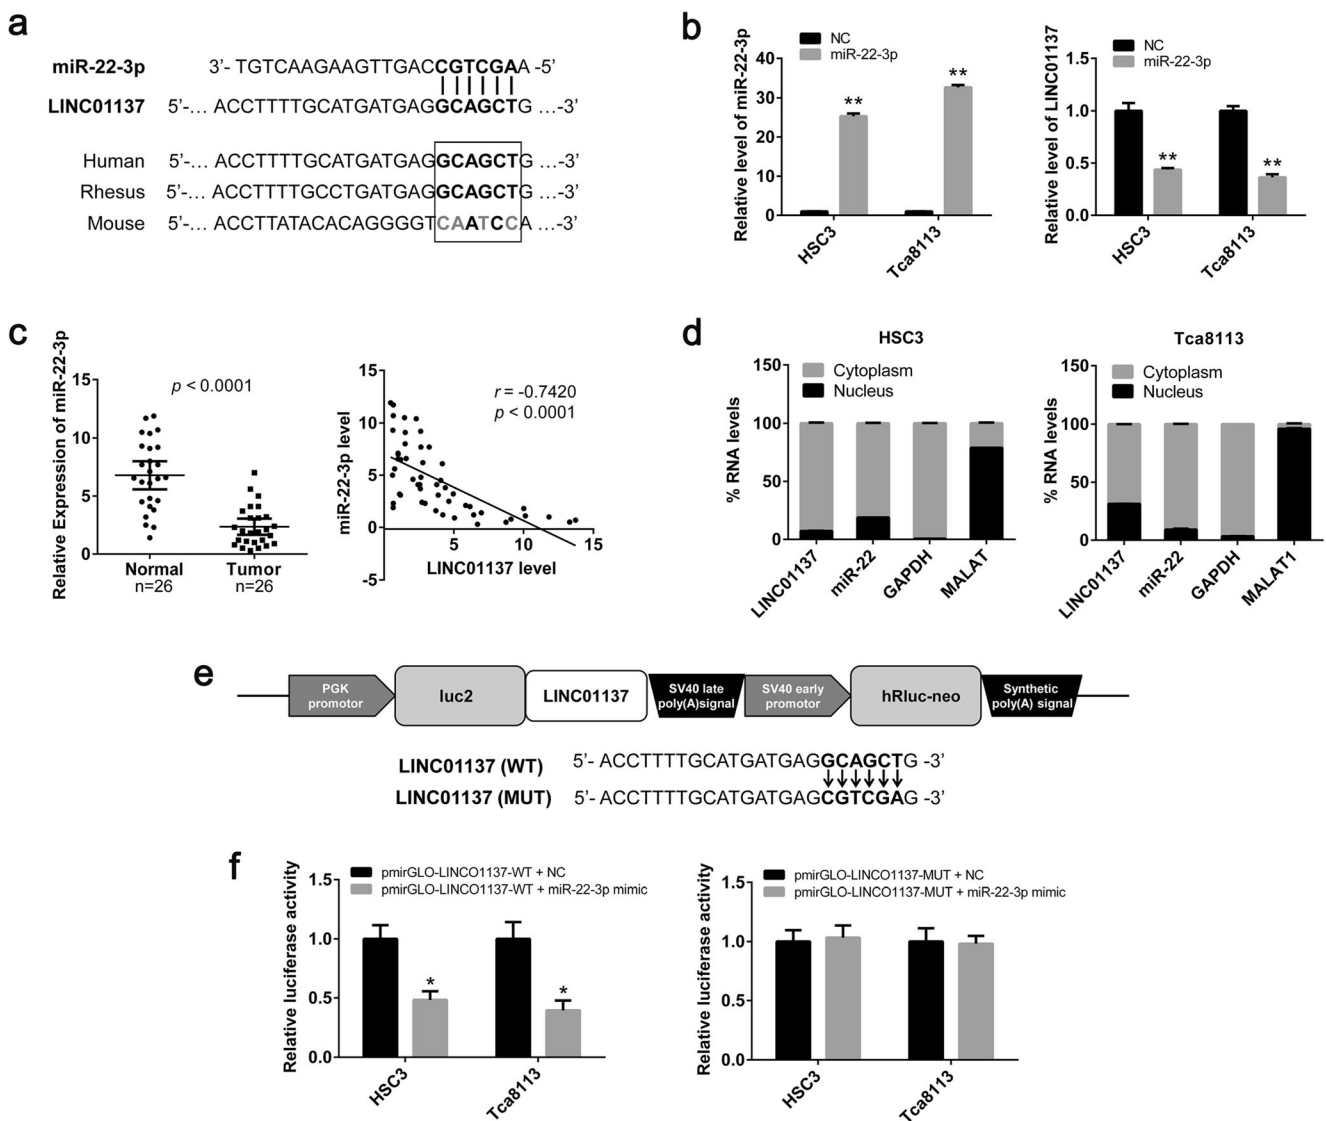 a
miR-22-3p 3'- TGTCAAGAAGTTGACCGTCGAA -5'
LINC01137 5'-... ACCTTTTGCATGATGAGGCAGCTG ...-3'
Human 5'-... ACCTTTTGCATGATGAGGCAGCTG ...-3'
Rhesus 5'-... ACCTTTTGCCTGATGAGGCAGCTG ...-3'
Mouse 5'-... ACCTTATACACAGGGGTCAATCCA ...-3'
b
NC
miR-22-3p
Relative level of miR-22-3p
40
30
20
10
0
**
**
HSC3
Tca8113
NC
miR-22-3p
Relative level of LINC01137
1.5
1.0
0.5
0.0
**
**
HSC3
Tca8113
c
Relative Expression of miR-22-3p
15
10
5
0
p < 0.0001
Normal
n=26
Tumor
n=26
miR-22-3p level
15
10
5
0
-5
r = -0.7420
p < 0.0001
5
10
15
LINC01137 level
d
HSC3
% RNA levels
150
100
50
0
Cytoplasm
Nucleus
LINC01137
miR-22
GAPDH
MALAT
Tca8113
% RNA levels
150
100
50
0
Cytoplasm
Nucleus
LINC01137
miR-22
GAPDH
MALAT1
e
PGK
promotor
luc2
LINC01137
SV40 late
poly(A)signal
SV40 early
promotor
hRluc-neo
Synthetic
poly(A) signal
LINC01137 (WT) 5'- ACCTTTTGCATGATGAGGCAGCTG -3'
LINC01137 (MUT) 5'- ACCTTTTGCATGATGAGCGTCGAG -3'
f
pmirGLO-LINCO1137-WT + NC
pmirGLO-LINCO1137-WT + miR-22-3p mimic
Relative luciferase activity
1.5
1.0
0.5
0.0
*
*
HSC3
Tca8113
pmirGLO-LINCO1137-MUT + NC
pmirGLO-LINCO1137-MUT + miR-22-3p mimic
Relative luciferase activity
1.5
1.0
0.5
0.0
HSC3
Tca8113